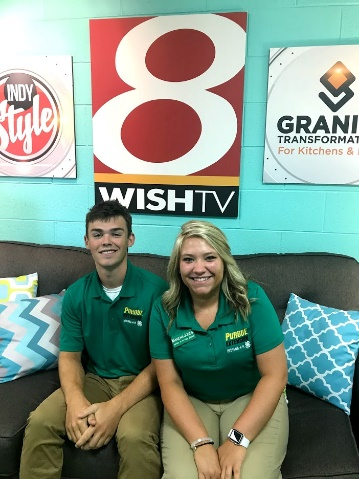 INDY
Style
8
WISHTV
GRANI
TRANSFORMAT
For Kitchens &
PURDUE
PURDUE